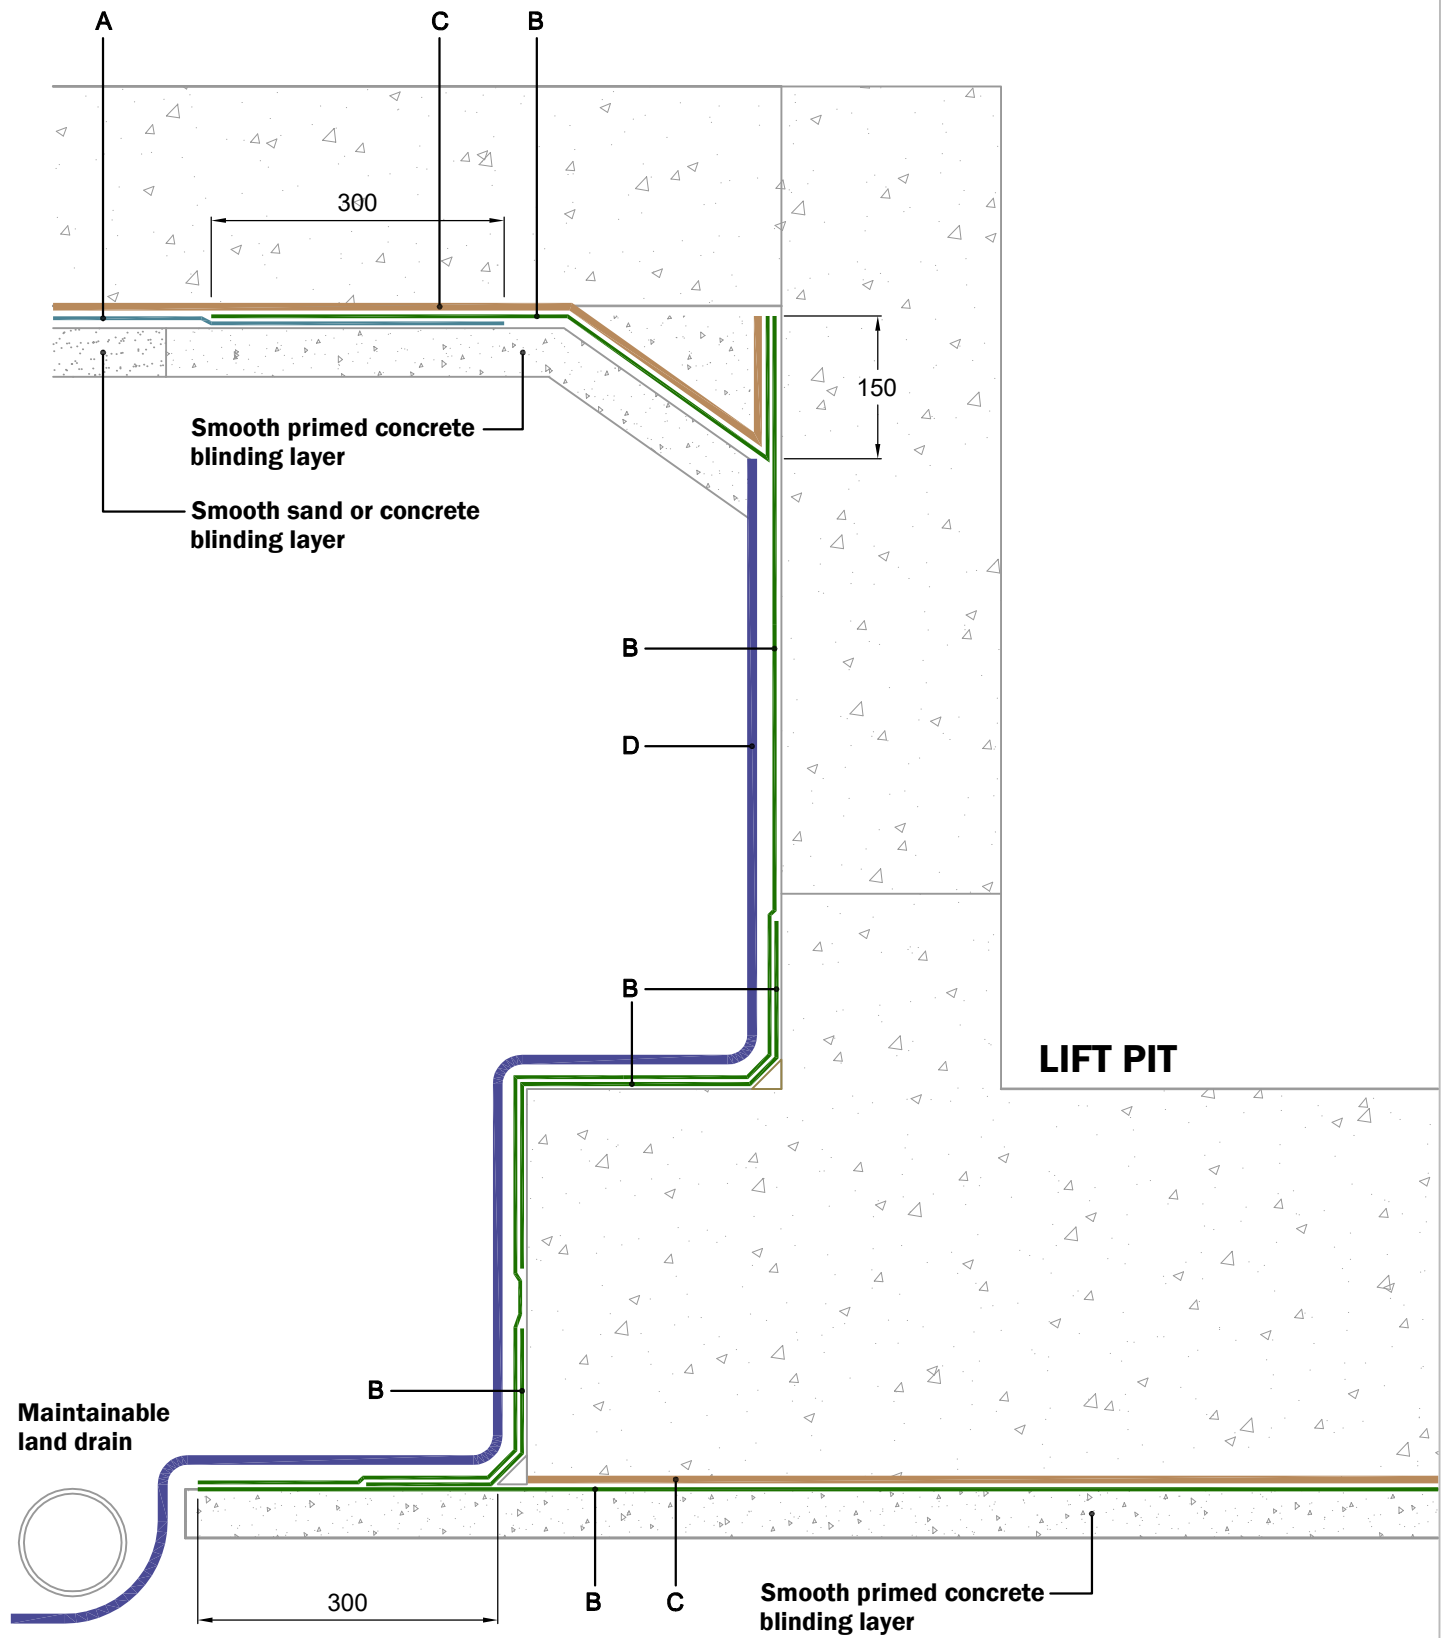 A
C
B
300
150
Smooth primed concrete
blinding layer
Smooth sand or concrete
blinding layer
B
D
B
LIFT PIT
B
Maintainable
land drain
300
B
C
Smooth primed concrete
blinding layer